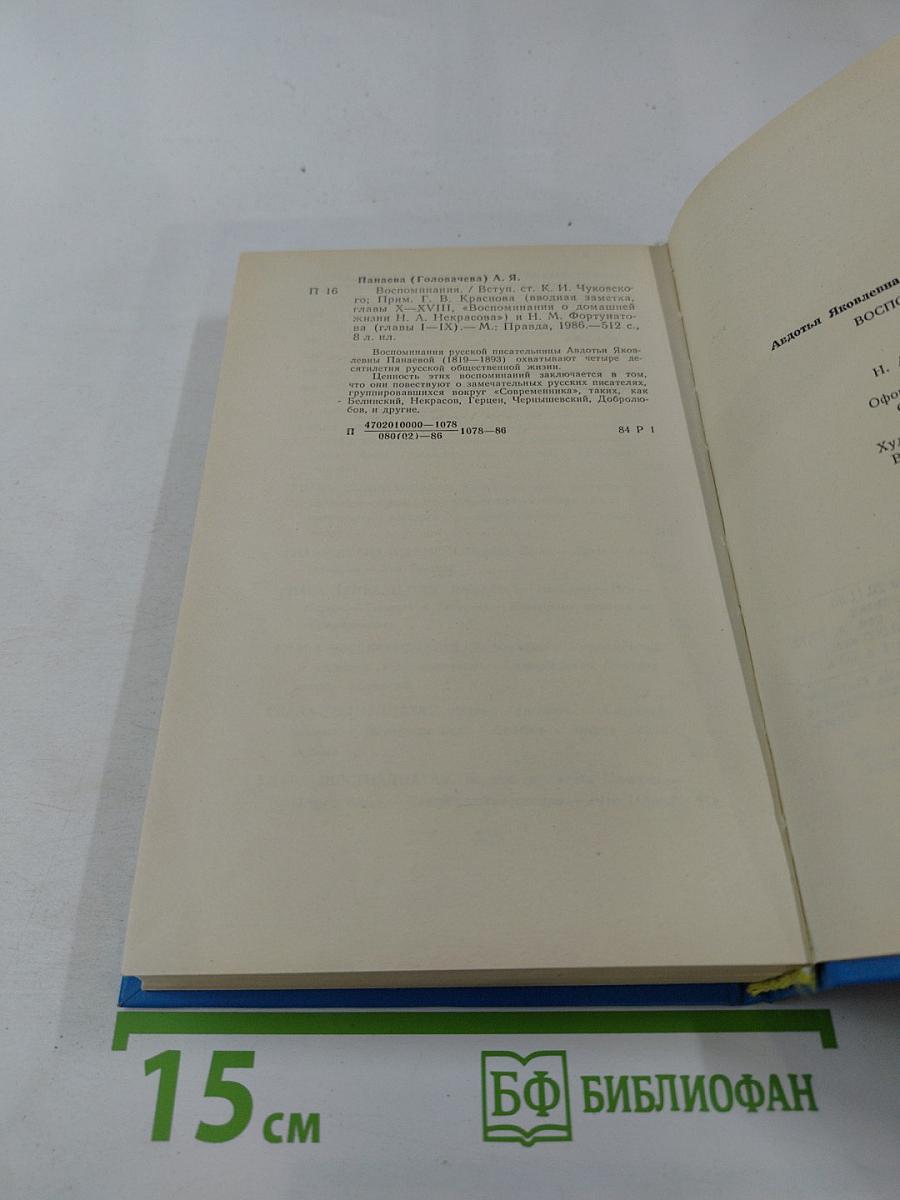 Панаева (Головачева) А. Я.
П 16 Воспоминания. / Вступ. ст. К. И. Чуковско-
го; Прим. Г. В. Краснова (вводная заметка,
главы X—XVIII, «Воспоминания о домашней
жизни Н. А. Некрасова») и Н. М. Фортунато-
ва (главы I—IX).— М.: Правда, 1986.—512 с.,
8 л. ил.
Воспоминания русской писательницы Авдотьи Яков-
левны Панаевой (1819—1893) охватывают четыре де-
сятилетия русской общественной жизни.
Ценность этих воспоминаний заключается в том,
что они повествуют о замечательных русских писателях,
группировавшихся вокруг «Современника», таких, как
Белинский, Некрасов, Герцен, Чернышевский, Добролю-
бов, и другие.
П 4702010000—1078
080(02)—86 1078—86 84 Р 1
Авдотья Яковлевна
ВОСПО
Н. А
Офор
Худ
15 см
БФ БИБЛИОФАН